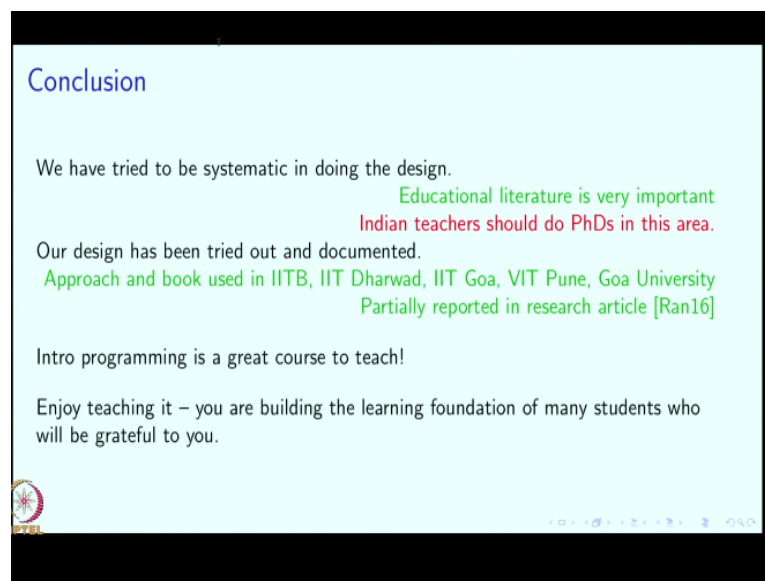 Conclusion
We have tried to be systematic in doing the design.
Educational literature is very important
Indian teachers should do PhDs in this area.
Our design has been tried out and documented.
Approach and book used in IITB, IIT Dharwad, IIT Goa, VIT Pune, Goa University
Partially reported in research article [Ran16]
Intro programming is a great course to teach!
Enjoy teaching it – you are building the learning foundation of many students who
will be grateful to you.
PTEL